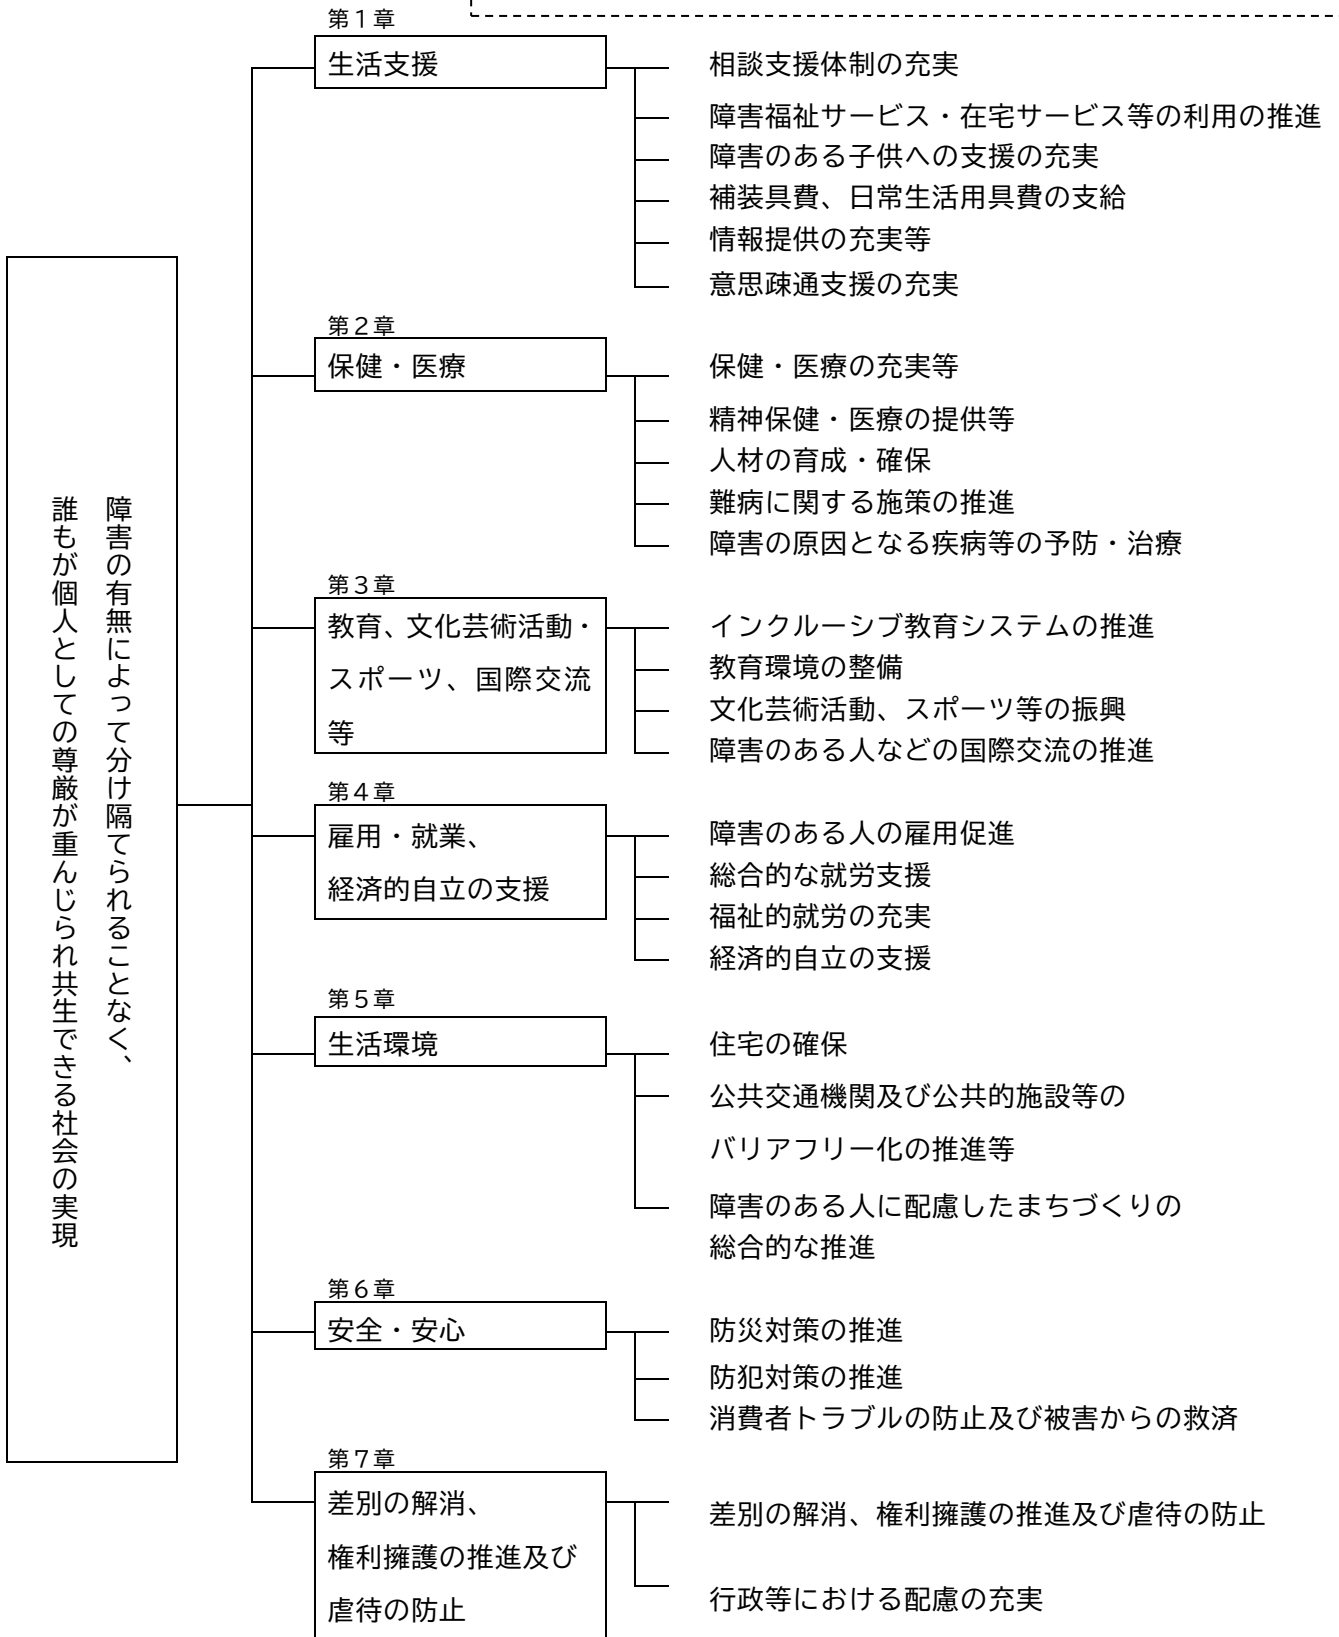 障害の有無によって分け隔てられることなく、
誰もが個人としての尊厳が重んじられ共生できる社会の実現
第１章
生活支援
相談支援体制の充実
障害福祉サービス・在宅サービス等の利用の推進
障害のある子供への支援の充実
補装具費、日常生活用具費の支給
情報提供の充実等
意思疎通支援の充実
第２章
保健・医療
保健・医療の充実等
精神保健・医療の提供等
人材の育成・確保
難病に関する施策の推進
障害の原因となる疾病等の予防・治療
第３章
教育、文化芸術活動・
スポーツ、国際交流
等
インクルーシブ教育システムの推進
教育環境の整備
文化芸術活動、スポーツ等の振興
障害のある人などの国際交流の推進
第４章
雇用・就業、
経済的自立の支援
障害のある人の雇用促進
総合的な就労支援
福祉的就労の充実
経済的自立の支援
第５章
生活環境
住宅の確保
公共交通機関及び公共的施設等の
バリアフリー化の推進等
障害のある人に配慮したまちづくりの
総合的な推進
第６章
安全・安心
防災対策の推進
防犯対策の推進
消費者トラブルの防止及び被害からの救済
第７章
差別の解消、
権利擁護の推進及び
虐待の防止
差別の解消、権利擁護の推進及び虐待の防止
行政等における配慮の充実